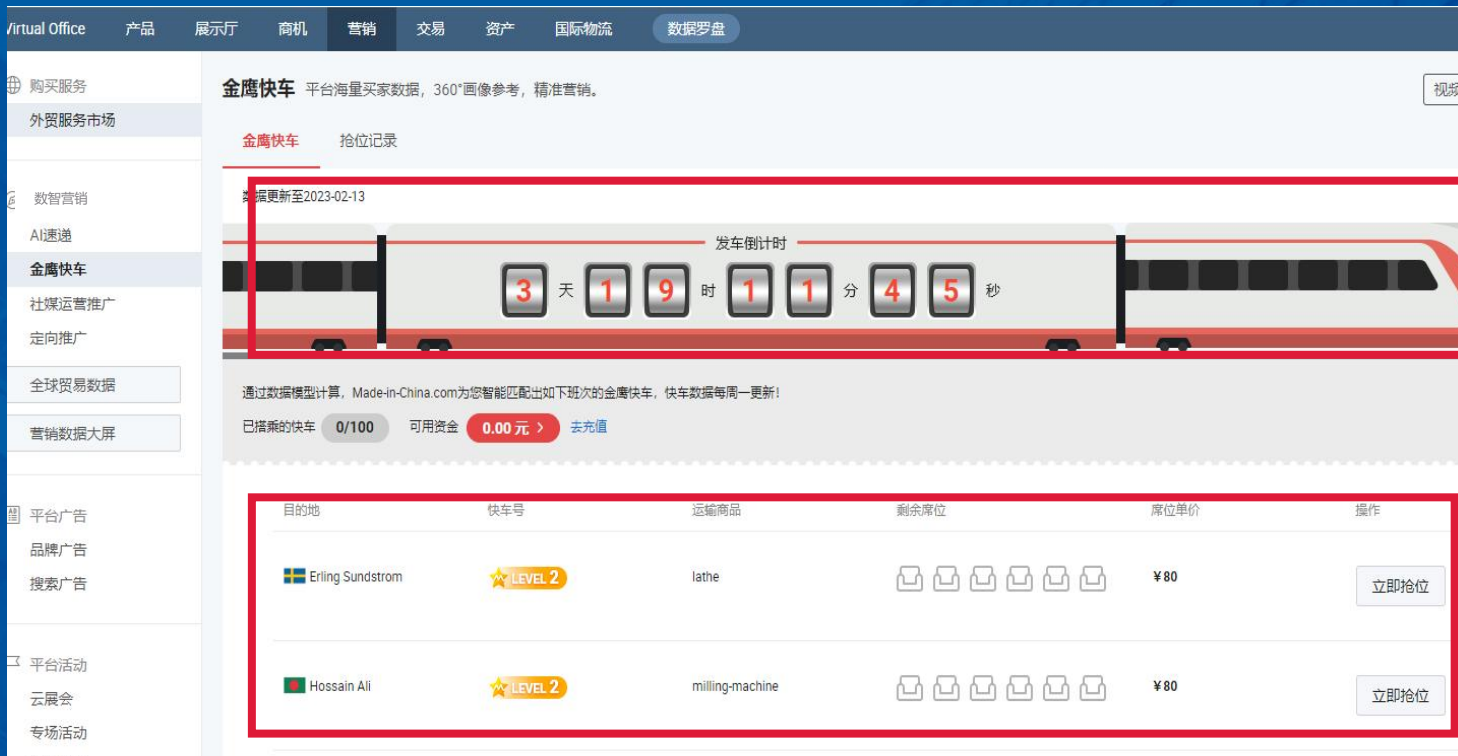 Virtual Office 产品 展示厅 商机 营销 交易 资产 国际物流 数据罗盘
购买服务
外贸服务市场
数智营销
AI速递
金鹰快车
社媒运营推广
定向推广
全球贸易数据
营销数据大屏
平台广告
品牌广告
搜索广告
平台活动
云展会
专场活动
金鹰快车 平台海量买家数据，360°画像参考，精准营销。
视频
金鹰快车 抢位记录
数据更新至2023-02-13
发车倒计时
3 天 1 9 时 1 1 分 4 5 秒
通过数据模型计算，Made-in-China.com为您智能匹配出如下班次的金鹰快车，快车数据每周一更新！
已搭乘的快车 0/100 可用资金 0.00 元 > 去充值
目的地 快车号 运输商品 剩余席位 席位单价 操作
Erling Sundstrom LEVEL 2 lathe ¥80 立即抢位
Hossain Ali LEVEL 2 milling-machine ¥80 立即抢位